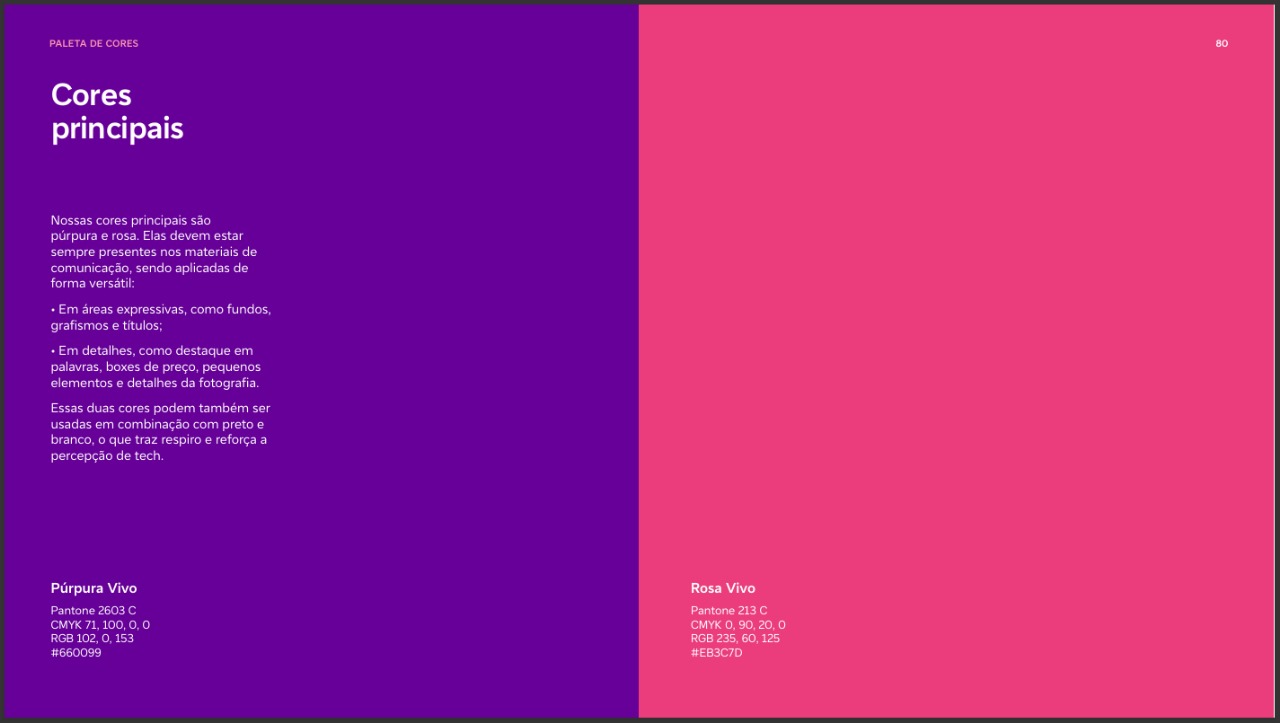 PALETA DE CORES
80
Cores
principais
Nossas cores principais são
púrpura e rosa. Elas devem estar
sempre presentes nos materiais de
comunicação, sendo aplicadas de
forma versátil:
• Em áreas expressivas, como fundos,
grafismos e títulos;
• Em detalhes, como destaque em
palavras, boxes de preço, pequenos
elementos e detalhes da fotografia.
Essas duas cores podem também ser
usadas em combinação com preto e
branco, o que traz respiro e reforça a
percepção de tech.
Púrpura Vivo
Pantone 2603 C
CMYK 71, 100, 0, 0
RGB 102, 0, 153
#660099
Rosa Vivo
Pantone 213 C
CMYK 0, 90, 20, 0
RGB 235, 60, 125
#EB3C7D